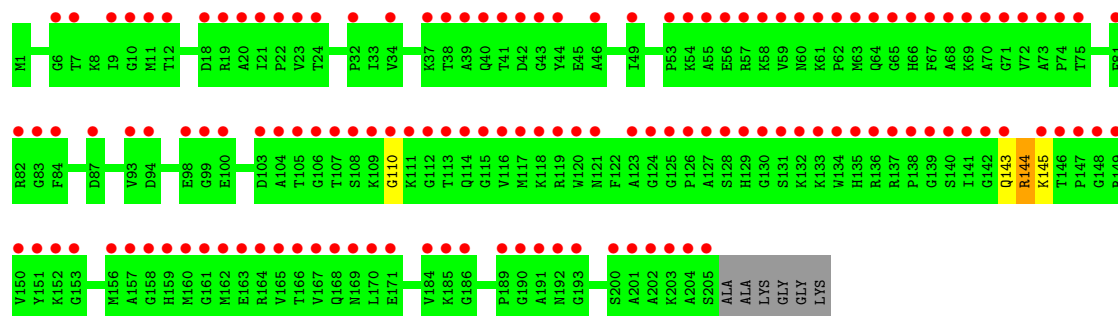 M1 G6 T7 K8 I9 G10 M11 T12 D18 R19 A20 I21 P22 V23 T24 P32 I33 V34 K37 T38 A39 Q40 T41 D42 G43 Y44 E45 A46 I49 P53 K54 A55 E56 R57 K58 V59 N60 K61 P62 M63 Q64 G65 H66 F67 A68 K69 A70 G71 V72 A73 P74 T75 E81
R82 G83 F84 D87 V93 D94 E98 G99 E100 D103 A104 T105 G106 T107 S108 K109 G110 K111 G112 T113 Q114 G115 V116 M117 K118 R119 W120 N121 F122 A123 G124 G125 P126 A127 S128 H129 G130 S131 K132 K133 W134 H135 R136 R137 P138 G139 S140 I141 G142 Q143 R144 K145 T146 P147 G148 R149
V150 Y151 K152 G153 M156 A157 G158 H159 M160 G161 M162 E163 R164 V165 T166 V167 Q168 N169 L170 E171 V184 K185 G186 P189 G190 A191 N192 G193 S200 A201 A202 K203 A204 S205 ALA ALA LYS GLY GLY LYS